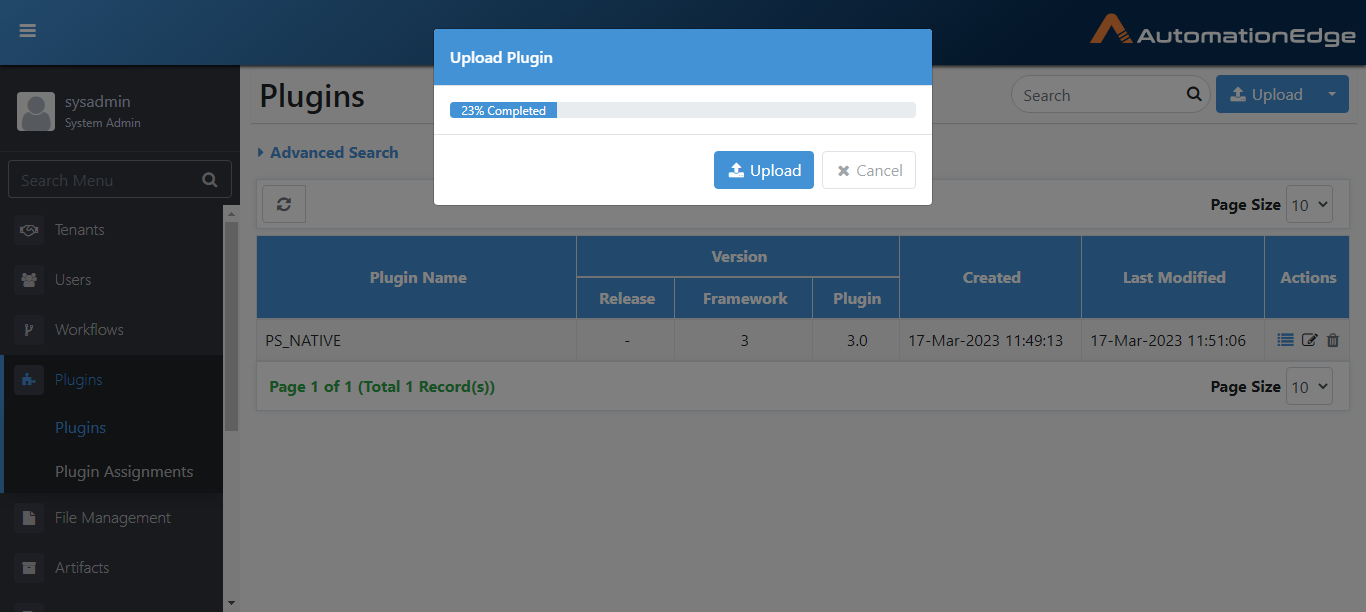 AutomationEdge
Upload Plugin
23% Completed
Upload
Cancel
sysadmin
System Admin
Search Menu
Tenants
Users
Workflows
Plugins
Plugins
Plugin Assignments
File Management
Artifacts
Plugins
Search
Upload
Advanced Search
Page Size 10
Plugin Name
Version
Created
Last Modified
Actions
Release
Framework
Plugin
PS_NATIVE - 3 3.0 17-Mar-2023 11:49:13 17-Mar-2023 11:51:06
Page 1 of 1 (Total 1 Record(s))
Page Size 10